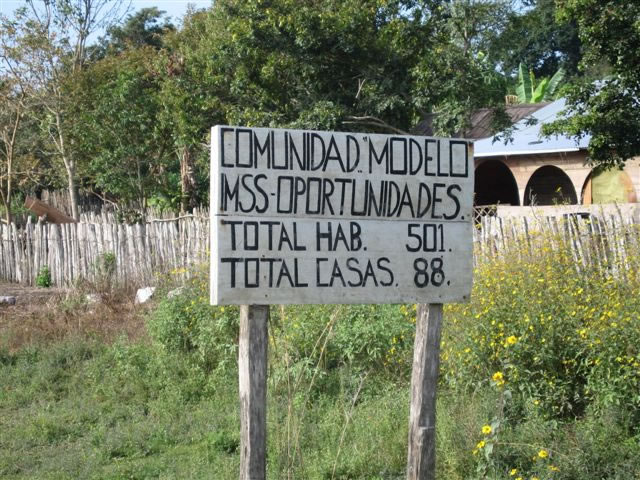 COMUNIDAD." MODELO
IMSS-OPORTUNIDADES.
TOTAL HAB. 501.
TOTAL CASAS. 88.